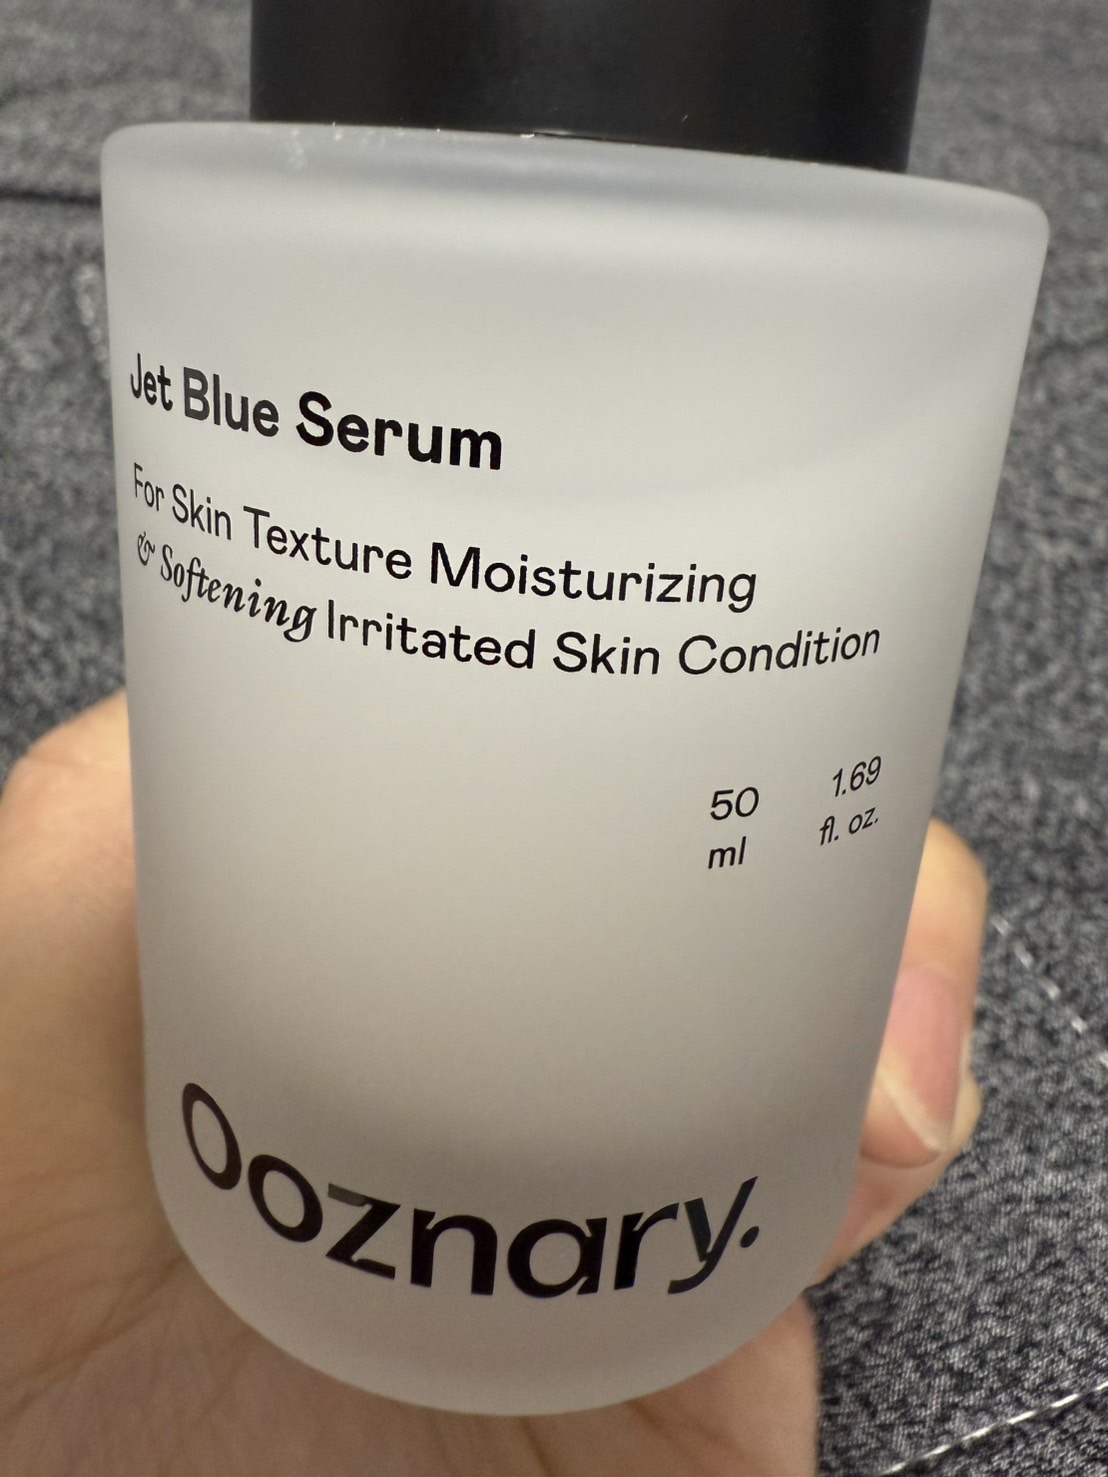 Jet Blue Serum
For Skin Texture Moisturizing
& Softening Irritated Skin Condition
50 ml
1.69 fl. oz.
Ooznary.